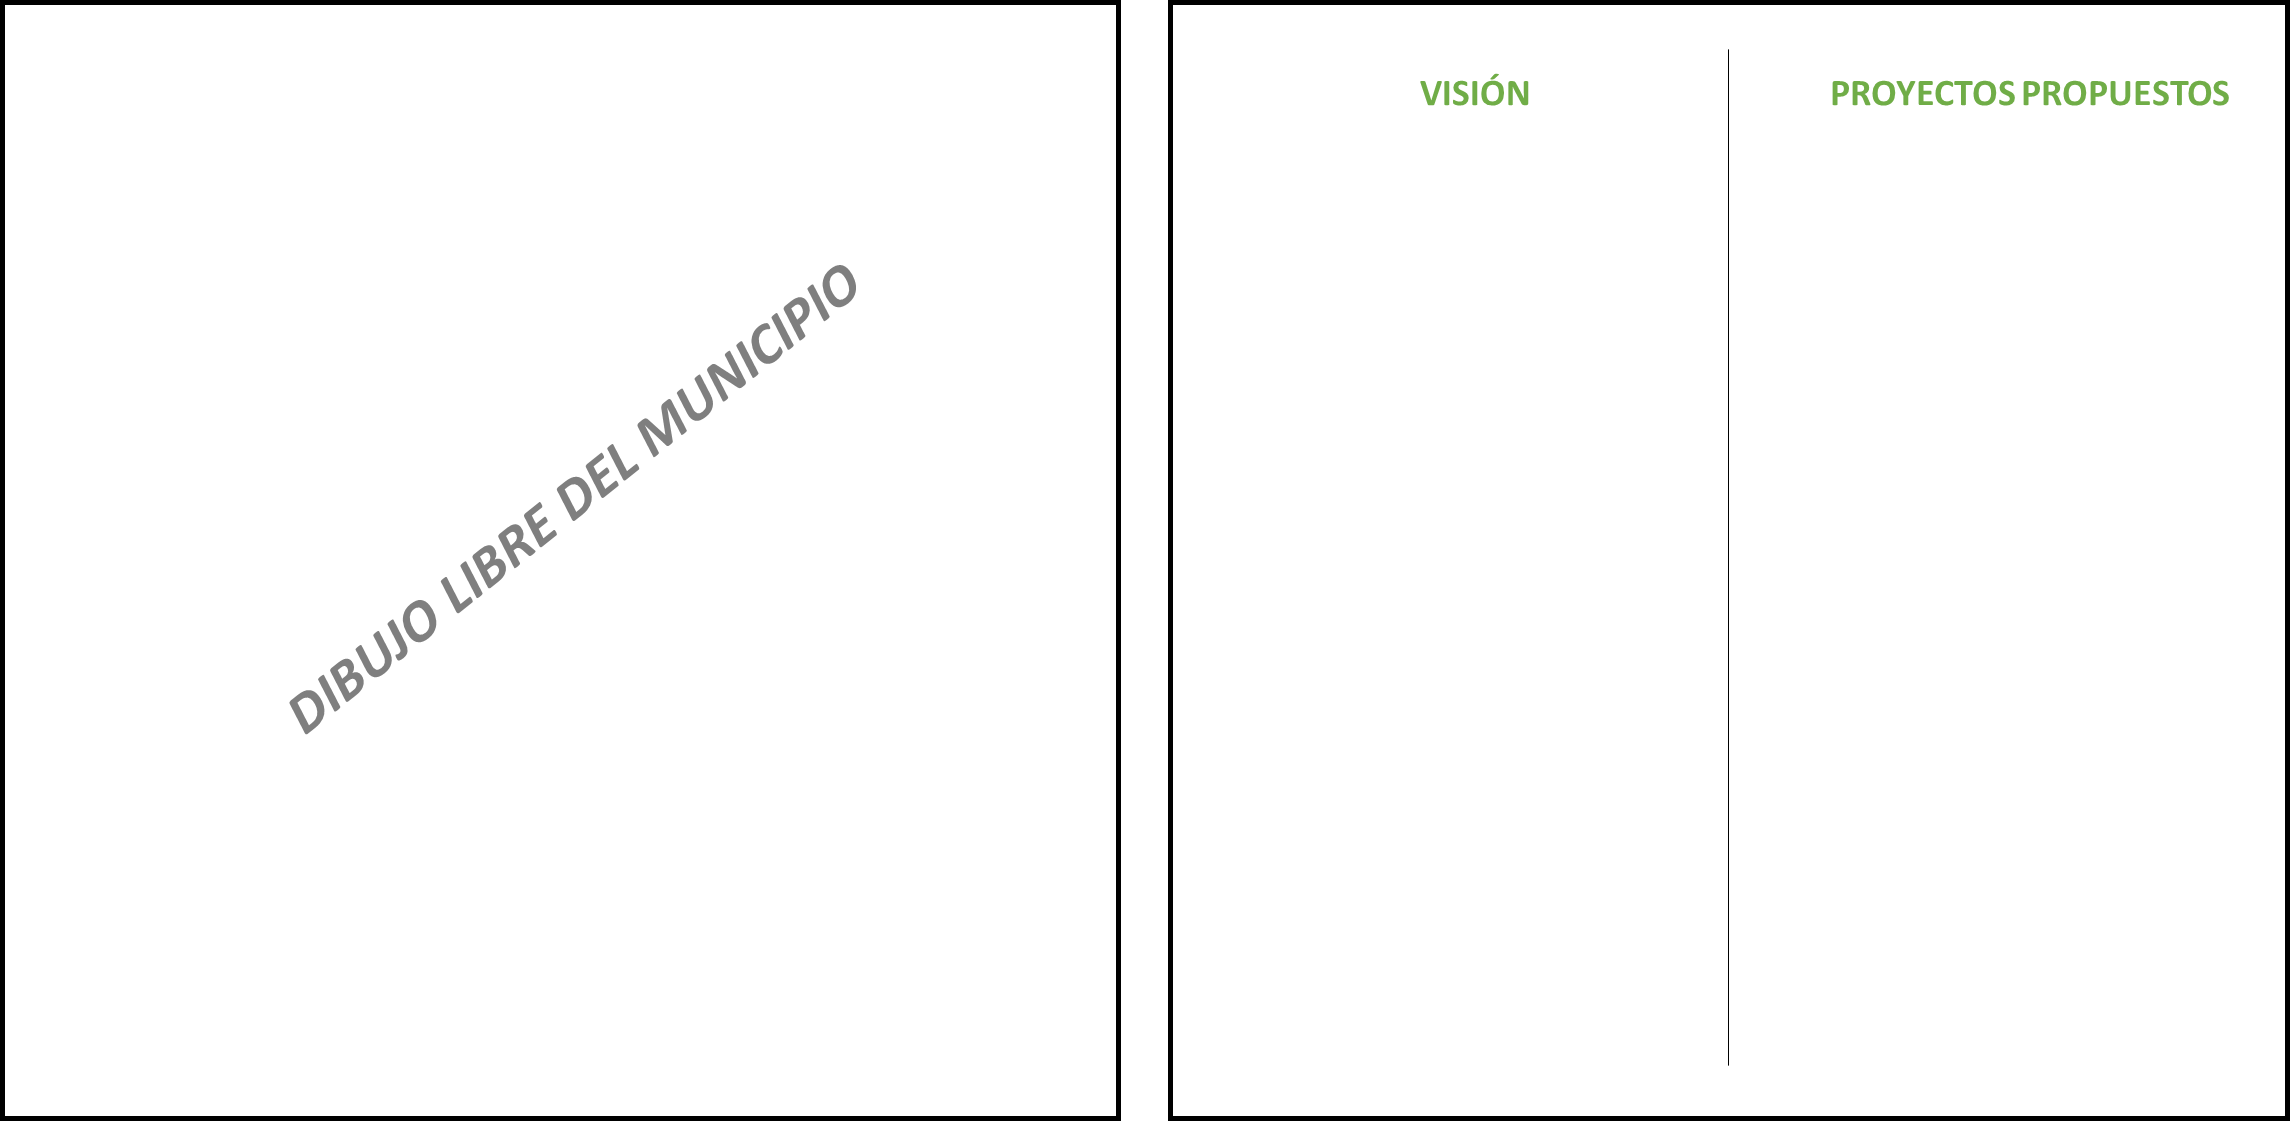 DIBUJO LIBRE DEL MUNICIPIO
VISIÓN
PROYECTOS PROPUESTOS